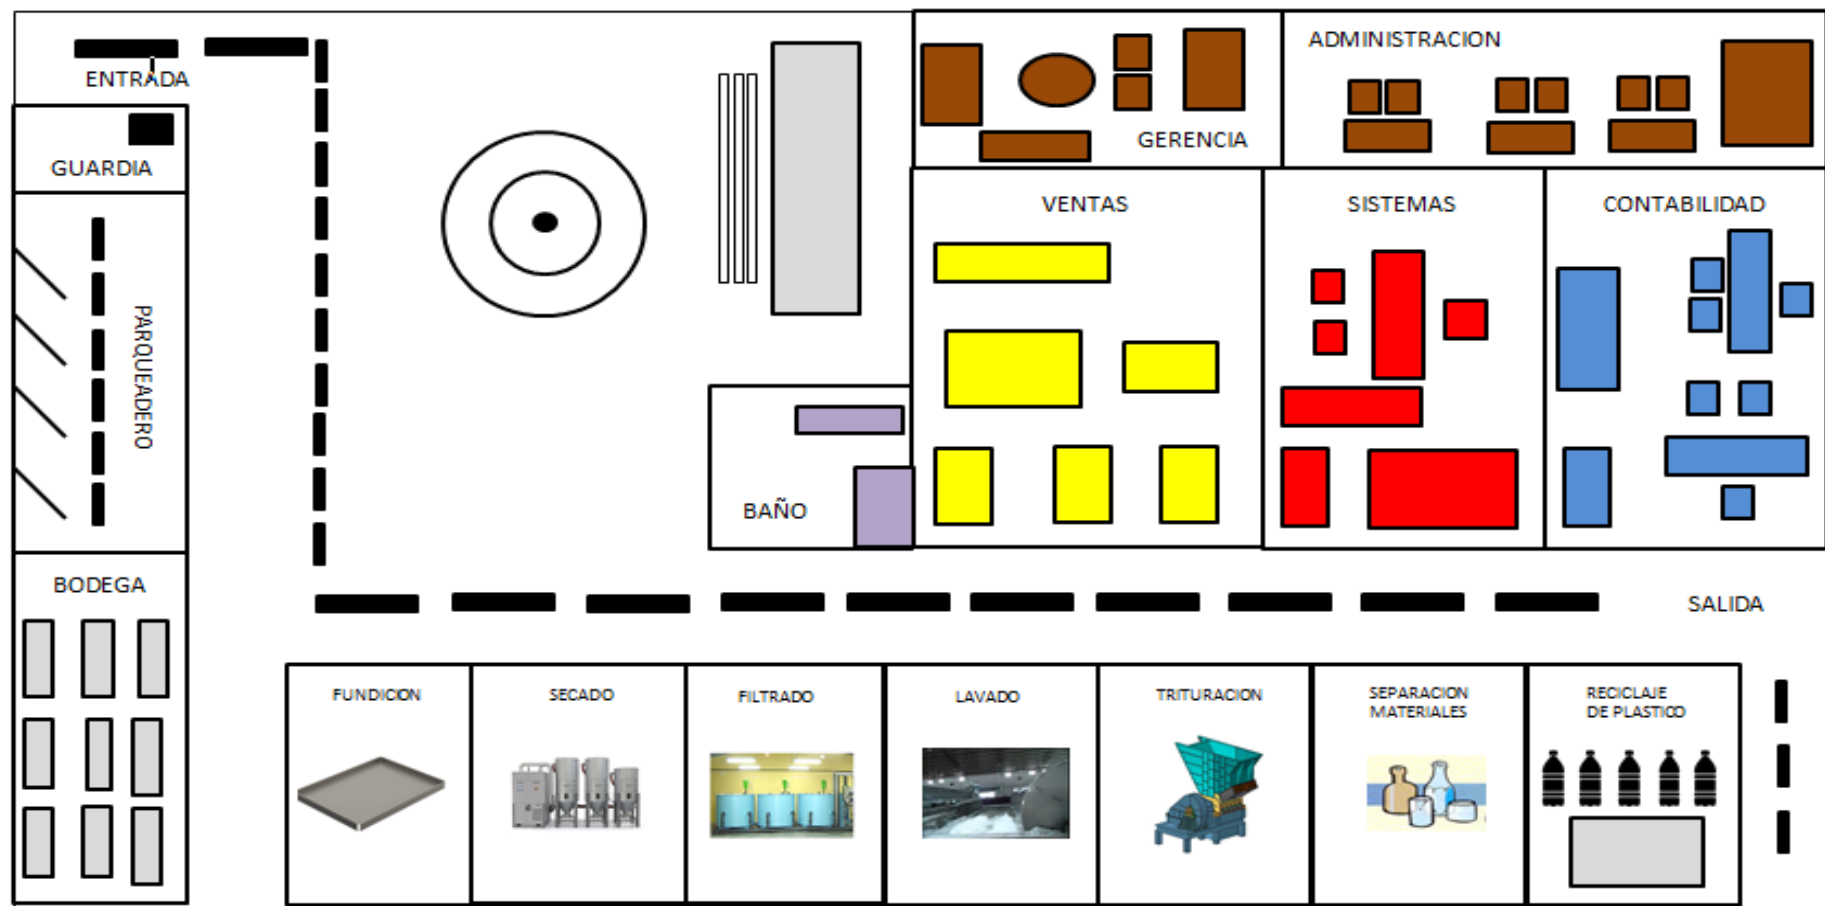 ENTRADA
GUARDIA
PARQUEADERO
BODEGA
GERENCIA
ADMINISTRACION
VENTAS
SISTEMAS
CONTABILIDAD
BAÑO
SALIDA
FUNDICION
SECADO
FILTRADO
LAVADO
TRITURACION
SEPARACION
MATERIALES
RECICLAJE
DE PLASTICO